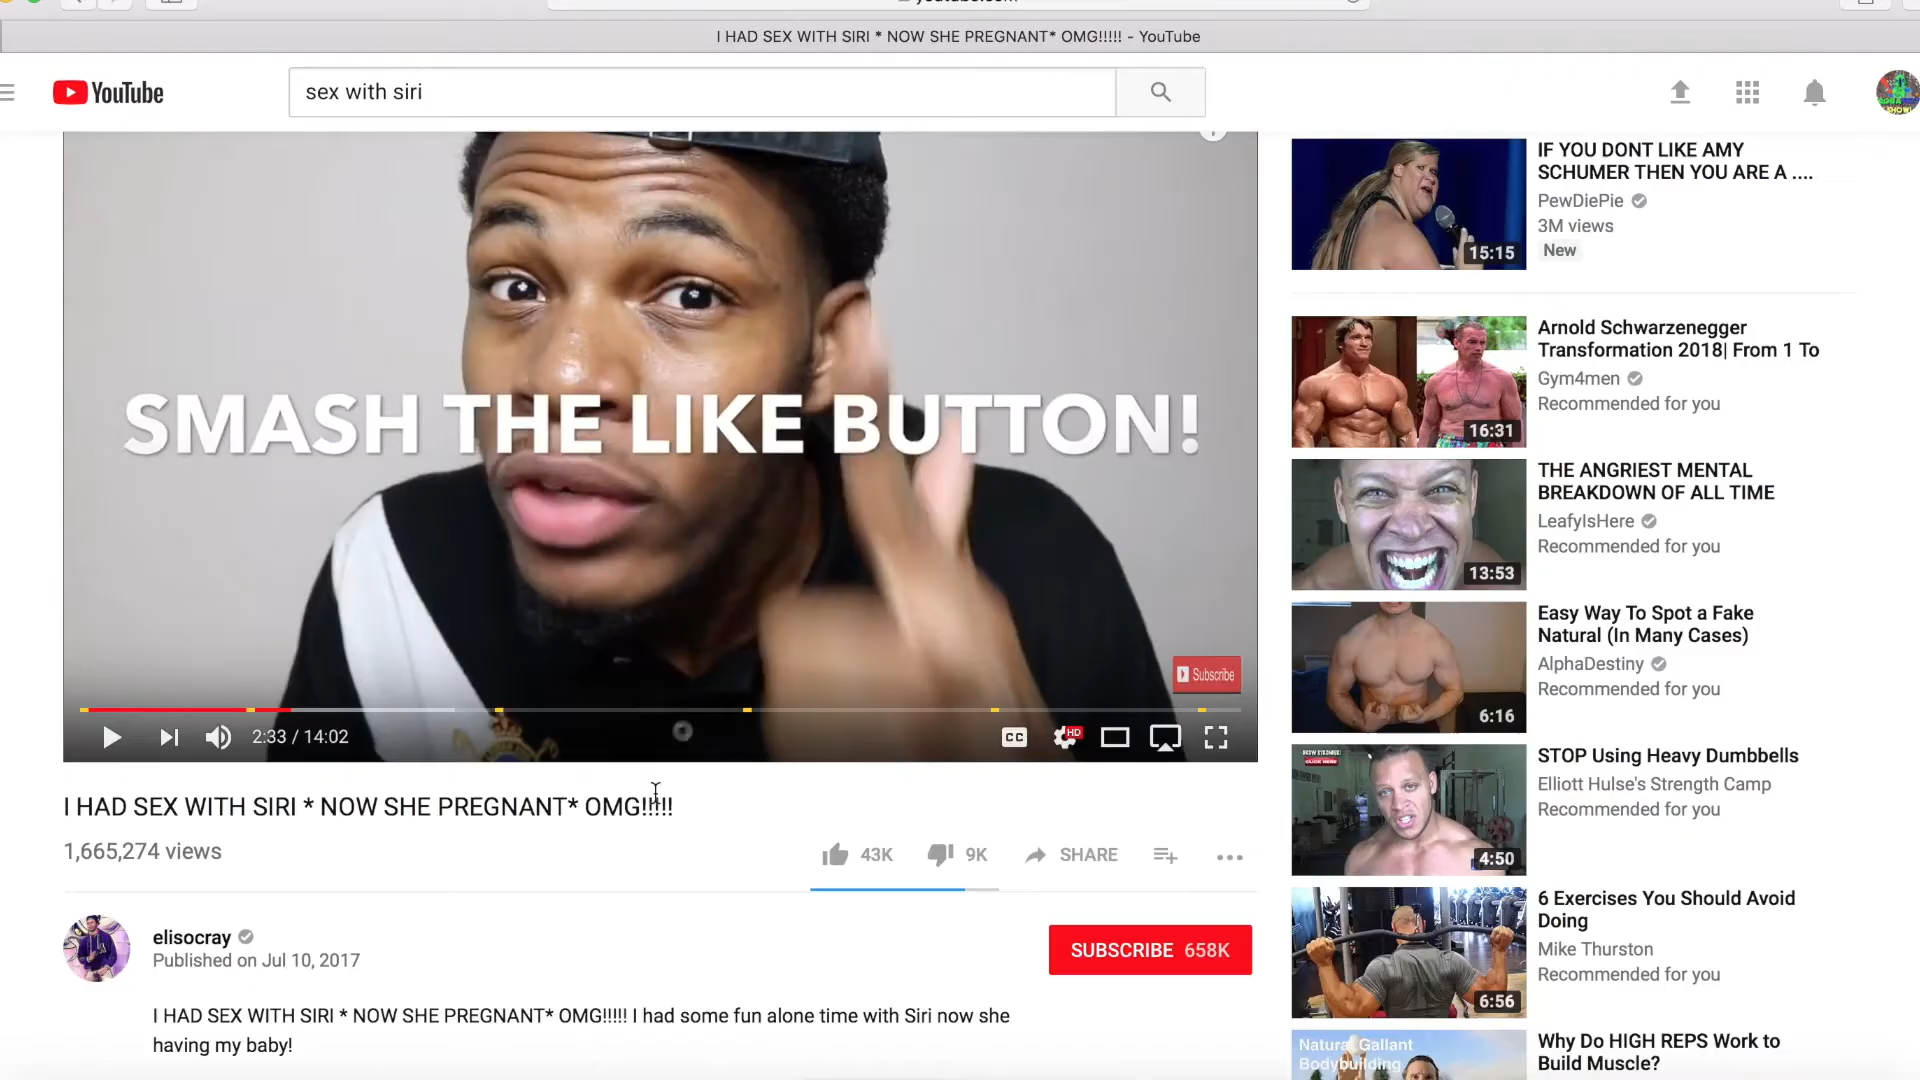 I HAD SEX WITH SIRI * NOW SHE PREGNANT* OMG!!!!! - YouTube
YouTube
sex with siri
SMASH THE LIKE BUTTON!
Subscribe
2:33 / 14:02
CC
HD
I HAD SEX WITH SIRI * NOW SHE PREGNANT* OMG!!!!!
1,665,274 views
43K
9K
SHARE
elisocray
Published on Jul 10, 2017
SUBSCRIBE 658K
I HAD SEX WITH SIRI * NOW SHE PREGNANT* OMG!!!!! I had some fun alone time with Siri now she
having my baby!
15:15
IF YOU DONT LIKE AMY
SCHUMER THEN YOU ARE A ....
PewDiePie
3M views
New
16:31
Arnold Schwarzenegger
Transformation 2018| From 1 To
Gym4men
Recommended for you
13:53
THE ANGRIEST MENTAL
BREAKDOWN OF ALL TIME
LeafyIsHere
Recommended for you
6:16
Easy Way To Spot a Fake
Natural (In Many Cases)
AlphaDestiny
Recommended for you
CLICK HERE
4:50
STOP Using Heavy Dumbbells
Elliott Hulse's Strength Camp
Recommended for you
6:56
6 Exercises You Should Avoid
Doing
Mike Thurston
Recommended for you
Natural Gallant
Bodybuilding
Why Do HIGH REPS Work to
Build Muscle?